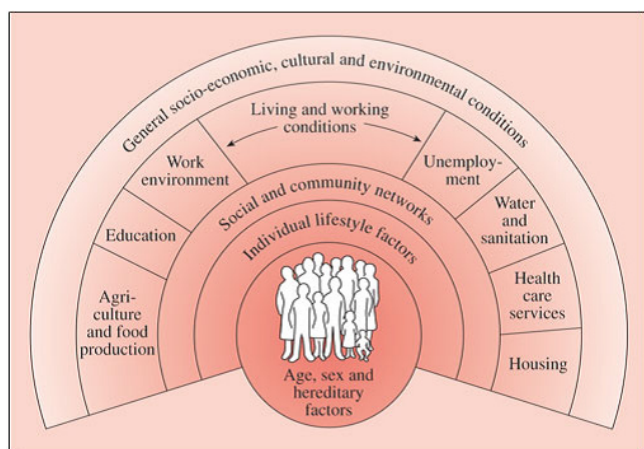 General socio-economic, cultural and environmental conditions
Living and working
conditions
Work
environment
Unemploy-
ment
Social and community networks
Education
Water
and
sanitation
Individual lifestyle factors
Agri-
culture
and food
production
Health
care
services
Housing
Age, sex and
hereditary
factors